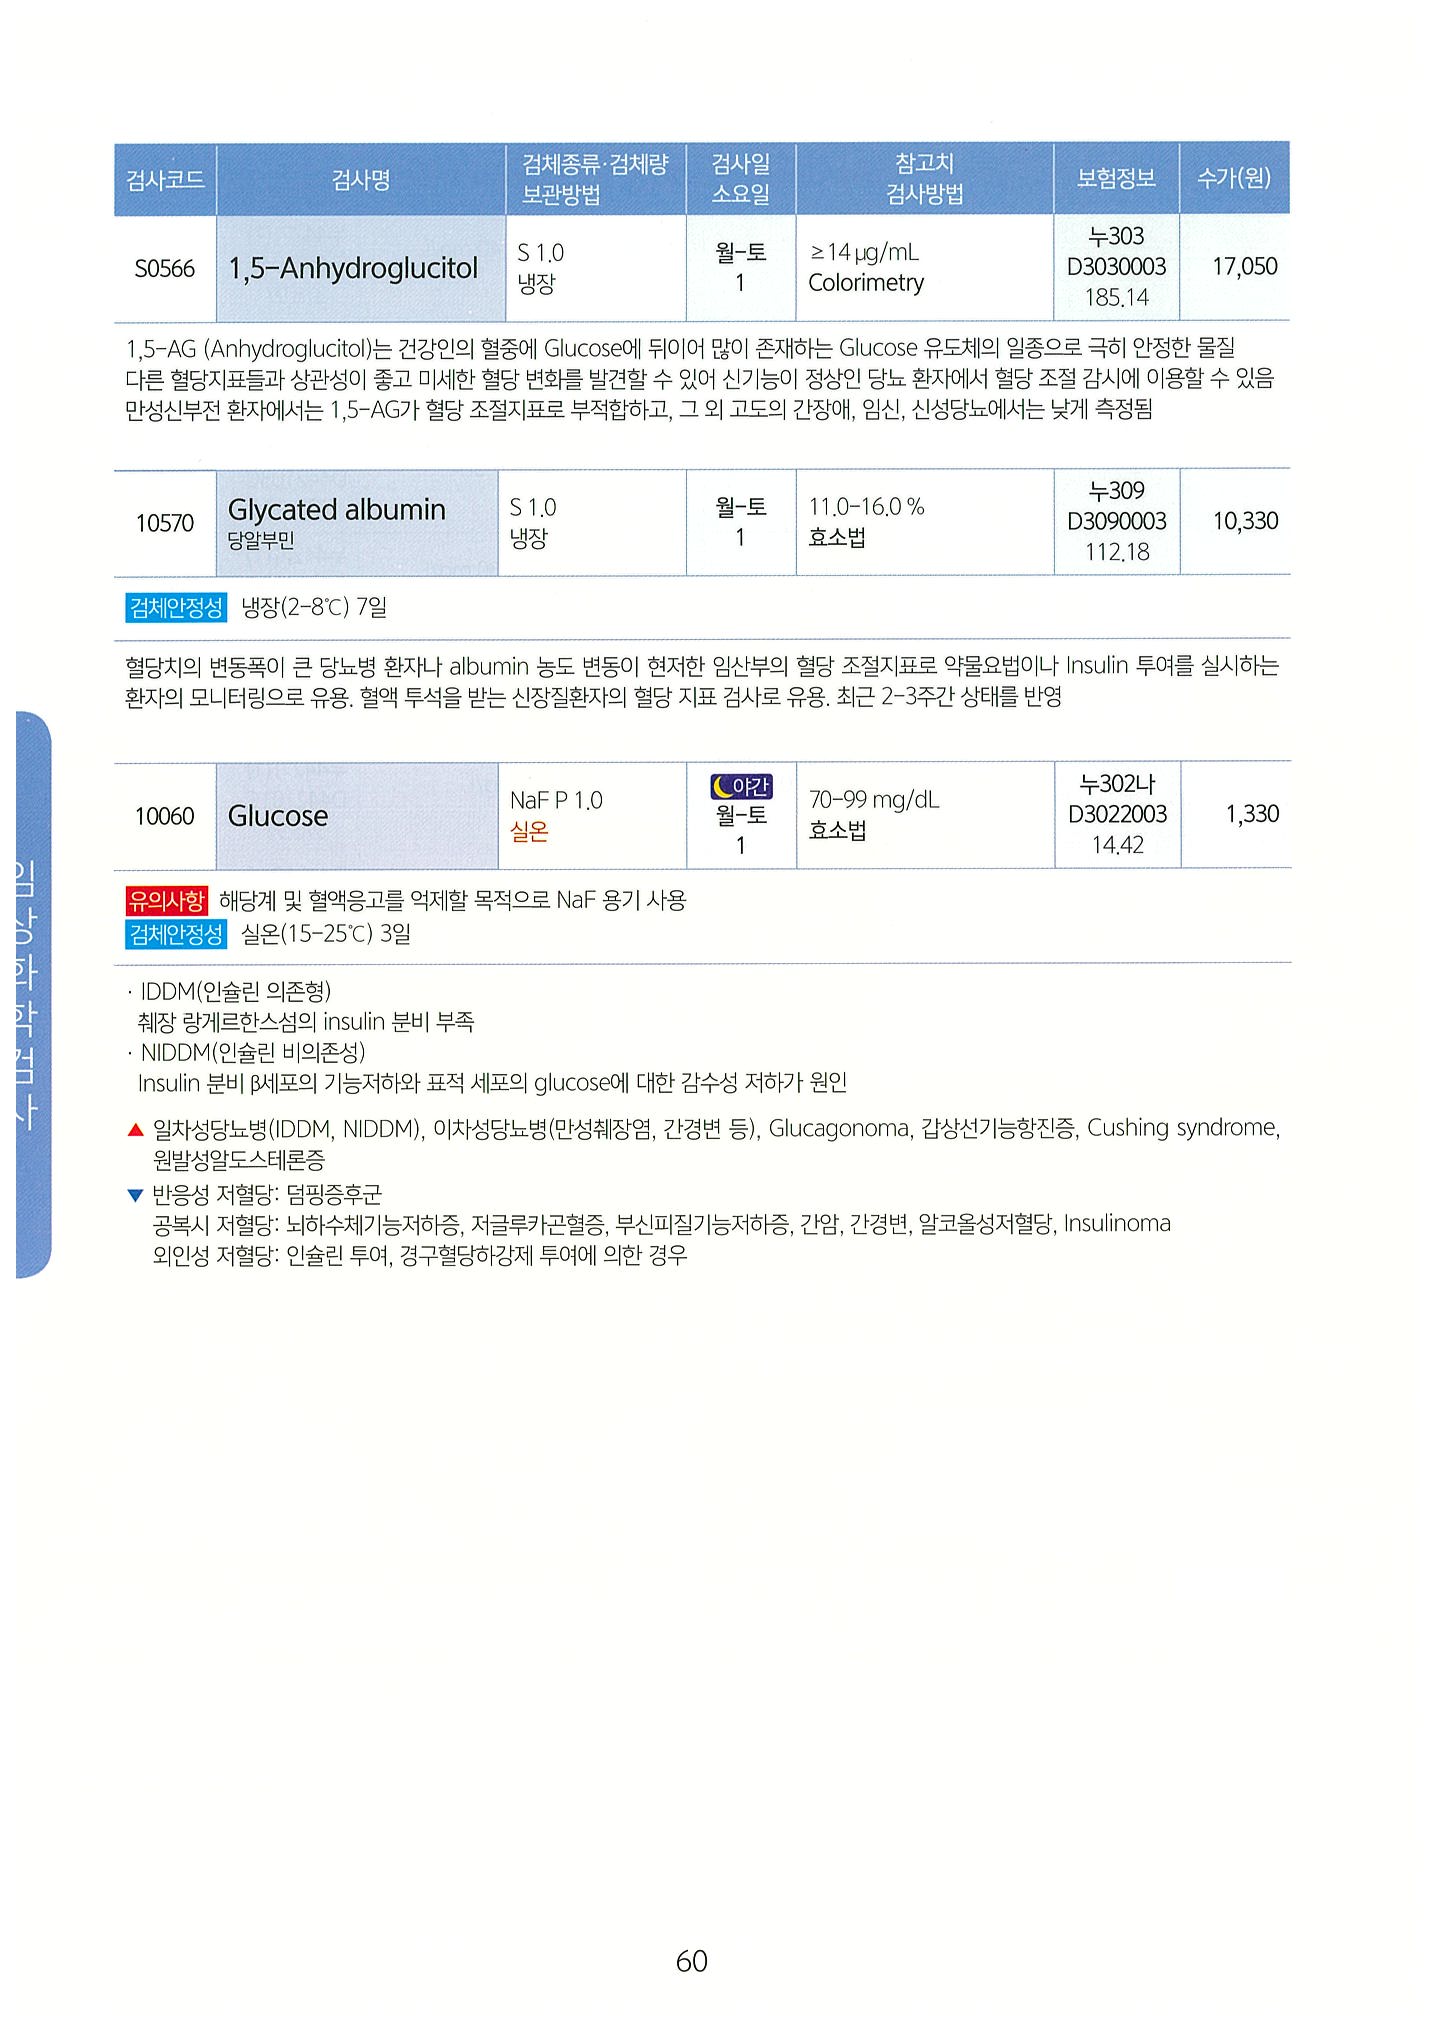 검사코드 검사명 검체종류·검체량 보관방법 검사일 소요일 참고치 검사방법 보험정보 수가(원)
S0566 1,5-Anhydroglucitol S 1.0 냉장 월-토 1 ≥14 µg/mL Colorimetry 누303 D3030003 185.14 17,050
1,5-AG (Anhydroglucitol)는 건강인의 혈중에 Glucose에 뒤이어 많이 존재하는 Glucose 유도체의 일종으로 극히 안정한 물질
다른 혈당지표들과 상관성이 좋고 미세한 혈당 변화를 발견할 수 있어 신기능이 정상인 당뇨 환자에서 혈당 조절 감시에 이용할 수 있음
만성신부전 환자에서는 1,5-AG가 혈당 조절지표로 부적합하고, 그 외 고도의 간장애, 임신, 신성당뇨에서는 낮게 측정됨
10570 Glycated albumin 당알부민 S 1.0 냉장 월-토 1 11.0-16.0 % 효소법 누309 D3090003 112.18 10,330
검체안정성 냉장(2-8℃) 7일
혈당치의 변동폭이 큰 당뇨병 환자나 albumin 농도 변동이 현저한 임산부의 혈당 조절지표로 약물요법이나 Insulin 투여를 실시하는
환자의 모니터링으로 유용. 혈액 투석을 받는 신장질환자의 혈당 지표 검사로 유용. 최근 2-3주간 상태를 반영
10060 Glucose NaF P 1.0 실온 야간 월-토 1 70-99 mg/dL 효소법 누302나 D3022003 14.42 1,330
유의사항 해당계 및 혈액응고를 억제할 목적으로 NaF 용기 사용
검체안정성 실온(15-25℃) 3일
· IDDM(인슐린 의존형)
췌장 랑게르한스섬의 insulin 분비 부족
· NIDDM(인슐린 비의존성)
Insulin 분비 β세포의 기능저하와 표적 세포의 glucose에 대한 감수성 저하가 원인
▲ 일차성당뇨병(IDDM, NIDDM), 이차성당뇨병(만성췌장염, 간경변 등), Glucagonoma, 갑상선기능항진증, Cushing syndrome,
원발성알도스테론증
▼ 반응성 저혈당: 덤핑증후군
공복시 저혈당: 뇌하수체기능저하증, 저글루카곤혈증, 부신피질기능저하증, 간암, 간경변, 알코올성저혈당, Insulinoma
외인성 저혈당: 인슐린 투여, 경구혈당하강제 투여에 의한 경우
임상화학검사
60